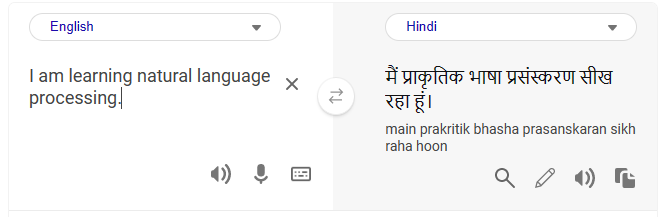 English
Hindi
I am learning natural language
processing.
मैं प्राकृतिक भाषा प्रसंस्करण सीख
रहा हूं।
main prakritik bhasha prasanskaran sikh
raha hoon